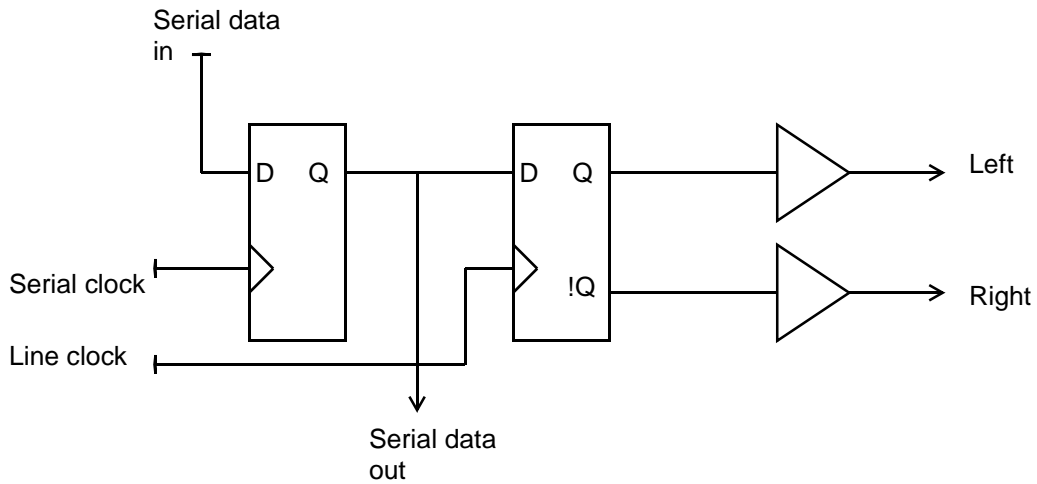 Serial data
in
D
Q
D
Q
Left
Serial clock
!Q
Right
Line clock
Serial data
out